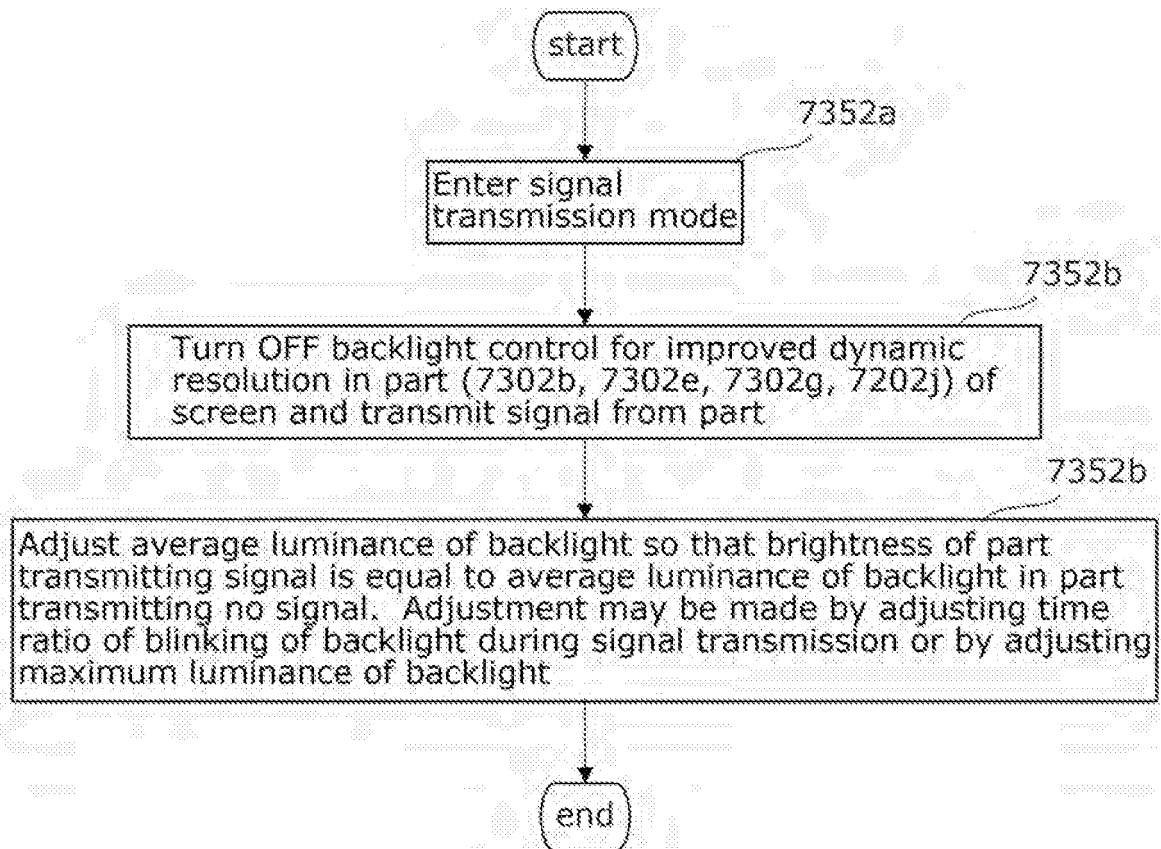 start
7352a
Enter signal
transmission mode
7352b
Turn OFF backlight control for improved dynamic
resolution in part (7302b, 7302e, 7302g, 7202j) of
screen and transmit signal from part
7352b
Adjust average luminance of backlight so that brightness of part
transmitting signal is equal to average luminance of backlight in part
transmitting no signal.  Adjustment may be made by adjusting time
ratio of blinking of backlight during signal transmission or by adjusting
maximum luminance of backlight
end